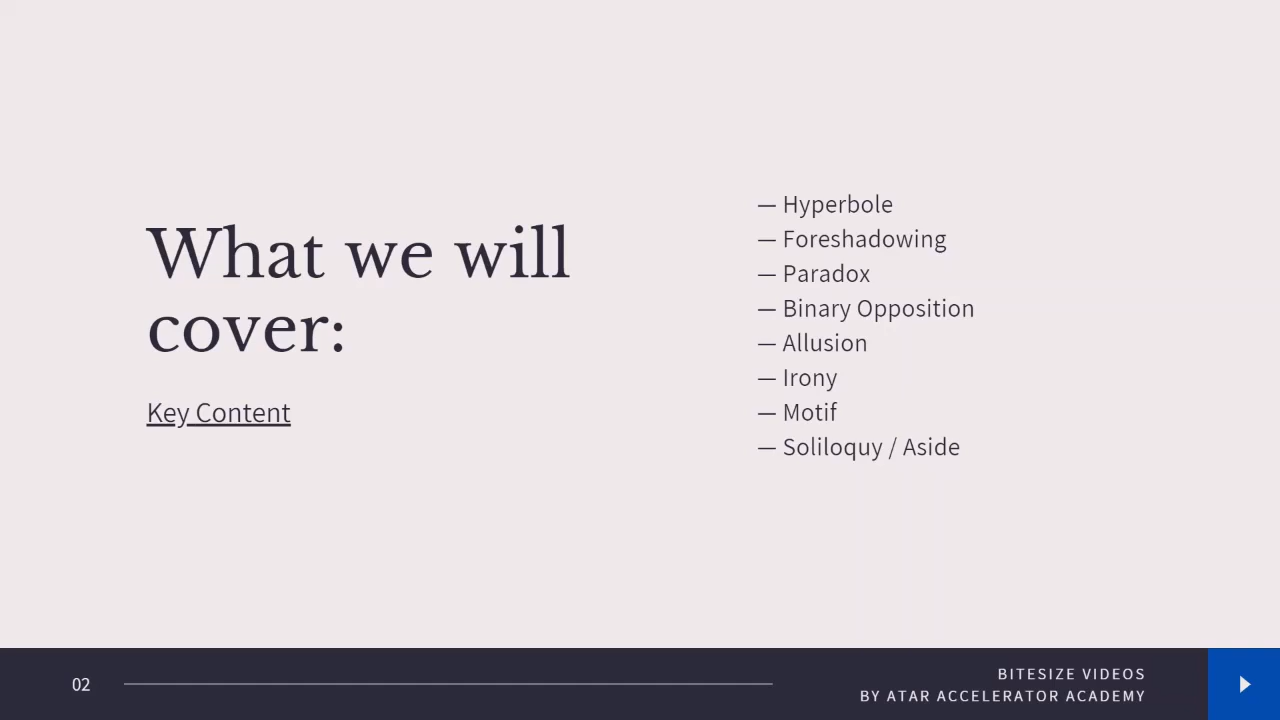 What we will
cover:
Key Content
— Hyperbole
— Foreshadowing
— Paradox
— Binary Opposition
— Allusion
— Irony
— Motif
— Soliloquy / Aside
02
BITESIZE VIDEOS
BY ATAR ACCELERATOR ACADEMY